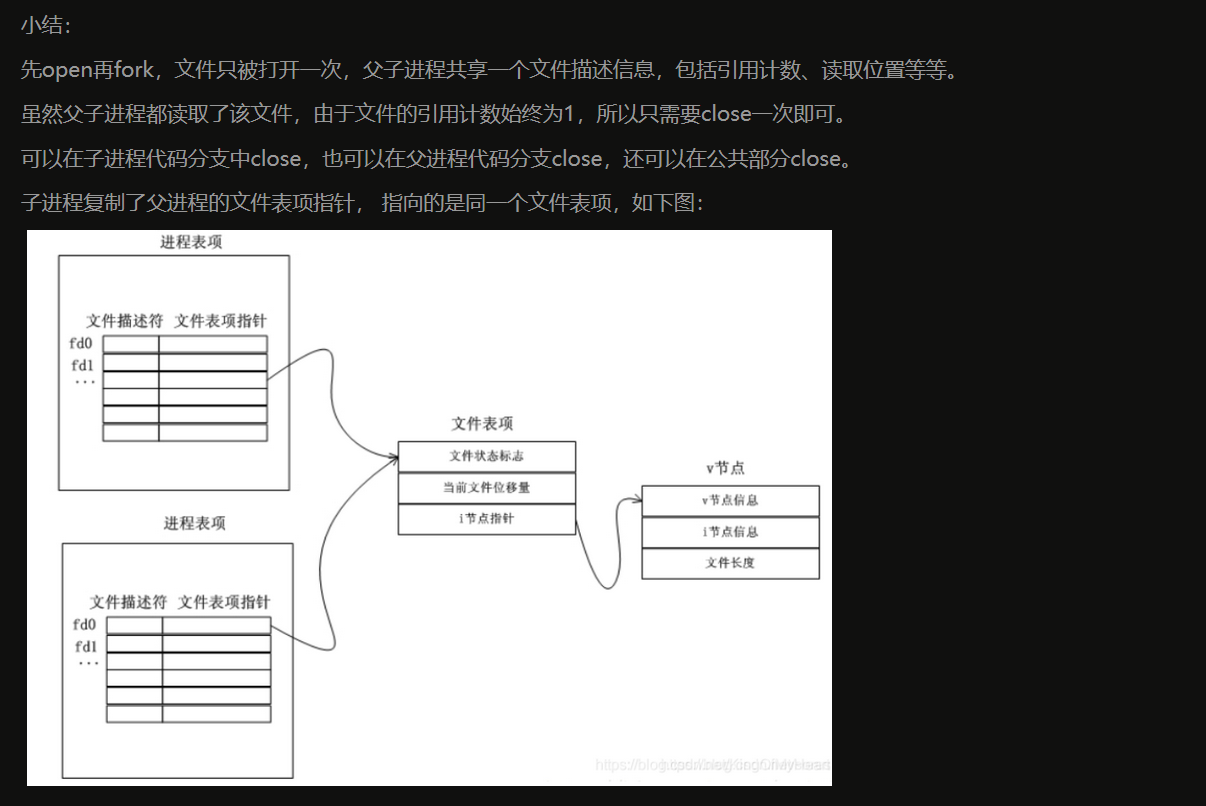 小结：
先open再fork，文件只被打开一次，父子进程共享一个文件描述信息，包括引用计数、读取位置等等。
虽然父子进程都读取了该文件，由于文件的引用计数始终为1，所以只需要close一次即可。
可以在子进程代码分支中close，也可以在父进程代码分支close，还可以在公共部分close。
子进程复制了父进程的文件表项指针， 指向的是同一个文件表项，如下图：
进程表项
文件描述符 文件表项指针
fd0
fd1
...
文件表项
文件状态标志
当前文件位移量
i节点指针
v节点
v节点信息
i节点信息
文件长度
进程表项
文件描述符 文件表项指针
fd0
fd1
...